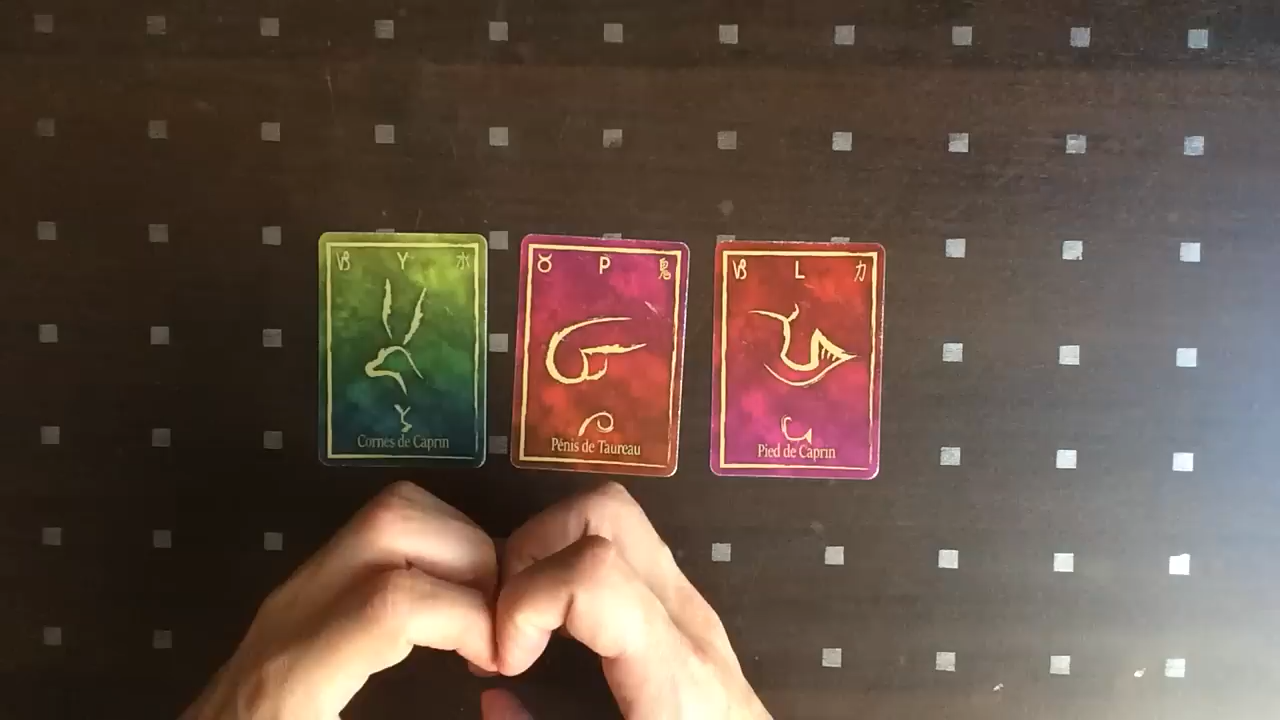 ♑ Y 水
Cornes de Caprin
♉ P 鬼
Pénis de Taureau
♑ L 力
Pied de Caprin